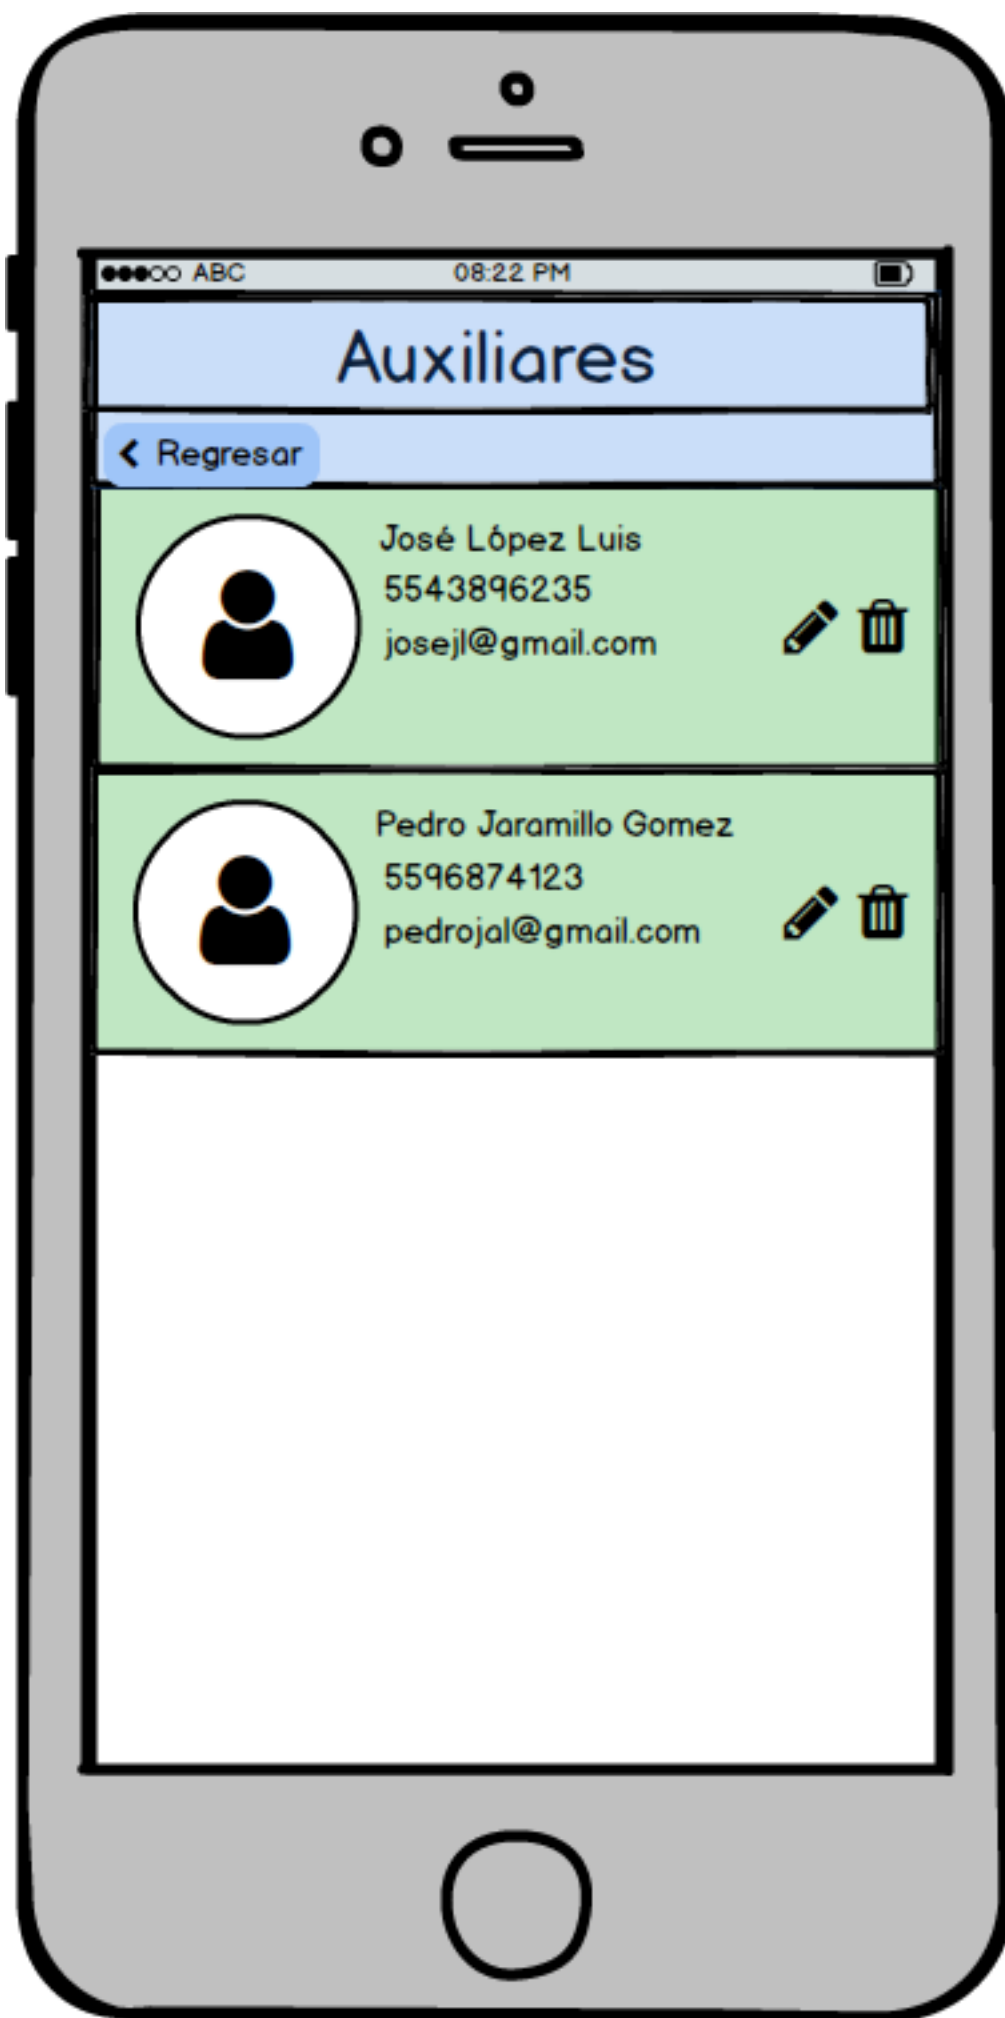 ABC 08:22 PM
Auxiliares
Regresar
José López Luis
5543896235
josejl@gmail.com
Pedro Jaramillo Gomez
5596874123
pedrojal@gmail.com